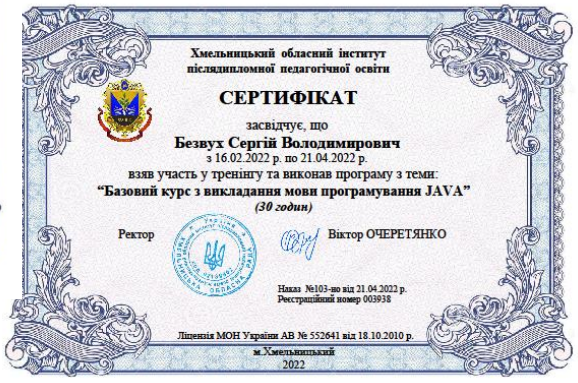 Хмельницький обласний інститут
післядипломної педагогічної освіти
СЕРТИФІКАТ
засвідчує, що
Безвух Сергій Володимирович
з 16.02.2022 р. по 21.04.2022 р.
взяв участь у тренінгу та виконав програму з теми:
“Базовий курс з викладання мови програмування JAVA”
(30 годин)
Ректор
Віктор ОЧЕРЕТЯНКО
Наказ №103-но від 21.04.2022 р.
Реєстраційний номер 003938
Ліцензія МОН України АВ № 552641 від 18.10.2010 р.
м.Хмельницький
2022